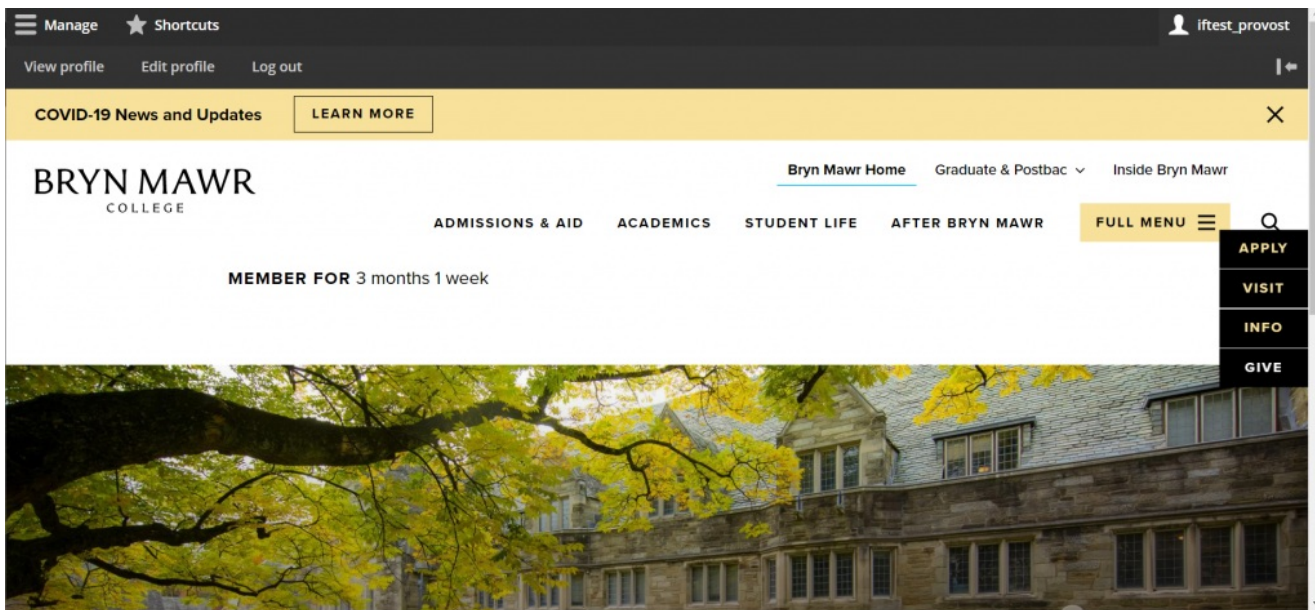 Manage Shortcuts iftest_provost
View profile Edit profile Log out
COVID-19 News and Updates LEARN MORE
Bryn Mawr Home Graduate & Postbac Inside Bryn Mawr
BRYN MAWR
COLLEGE
ADMISSIONS & AID ACADEMICS STUDENT LIFE AFTER BRYN MAWR FULL MENU
APPLY
MEMBER FOR 3 months 1 week
VISIT
INFO
GIVE